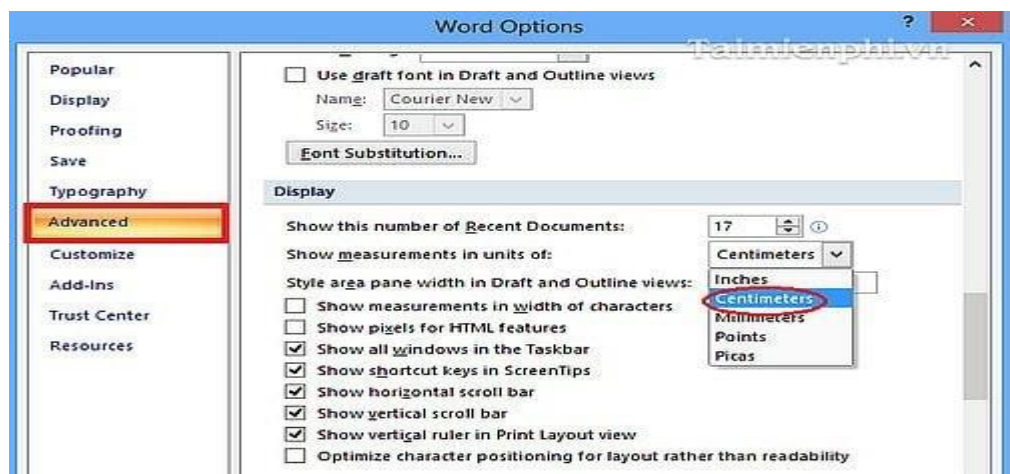 Word Options
?
Taimienphi.vn
Popular
Display
Proofing
Save
Typography
Advanced
Customize
Add-Ins
Trust Center
Resources
Use draft font in Draft and Outline views
Name: Courier New
Size: 10
Font Substitution...
Display
Show this number of Recent Documents: 17
Show measurements in units of: Centimeters
Inches
Style area pane width in Draft and Outline views:
Centimeters
Show measurements in width of characters
Millimeters
Show pixels for HTML features
Points
Show all windows in the Taskbar
Picas
Show shortcut keys in ScreenTips
Show horizontal scroll bar
Show vertical scroll bar
Show vertical ruler in Print Layout view
Optimize character positioning for layout rather than readability